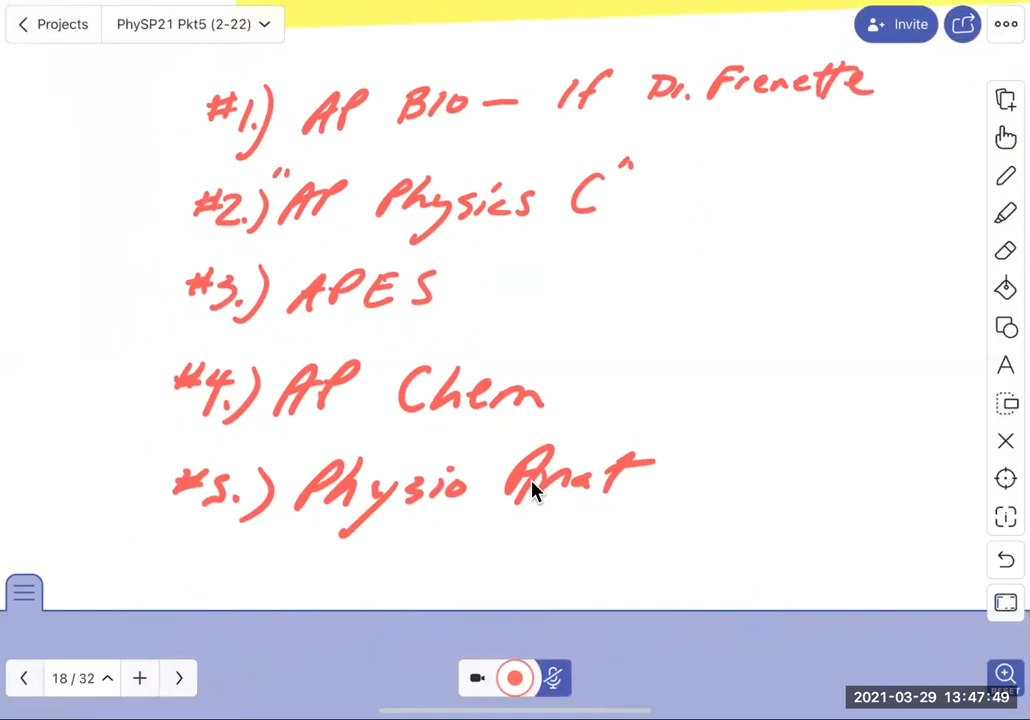 Projects
PhySP21 Pkt5 (2-22)
Invite
#1.) AP BIO — If Dr. Frenette
#2.) "AP Physics C"
#3.) APES
#4.) AP Chem
#5.) Physio Anat
A
18 / 32
RESET
2021-03-29 13:47:49